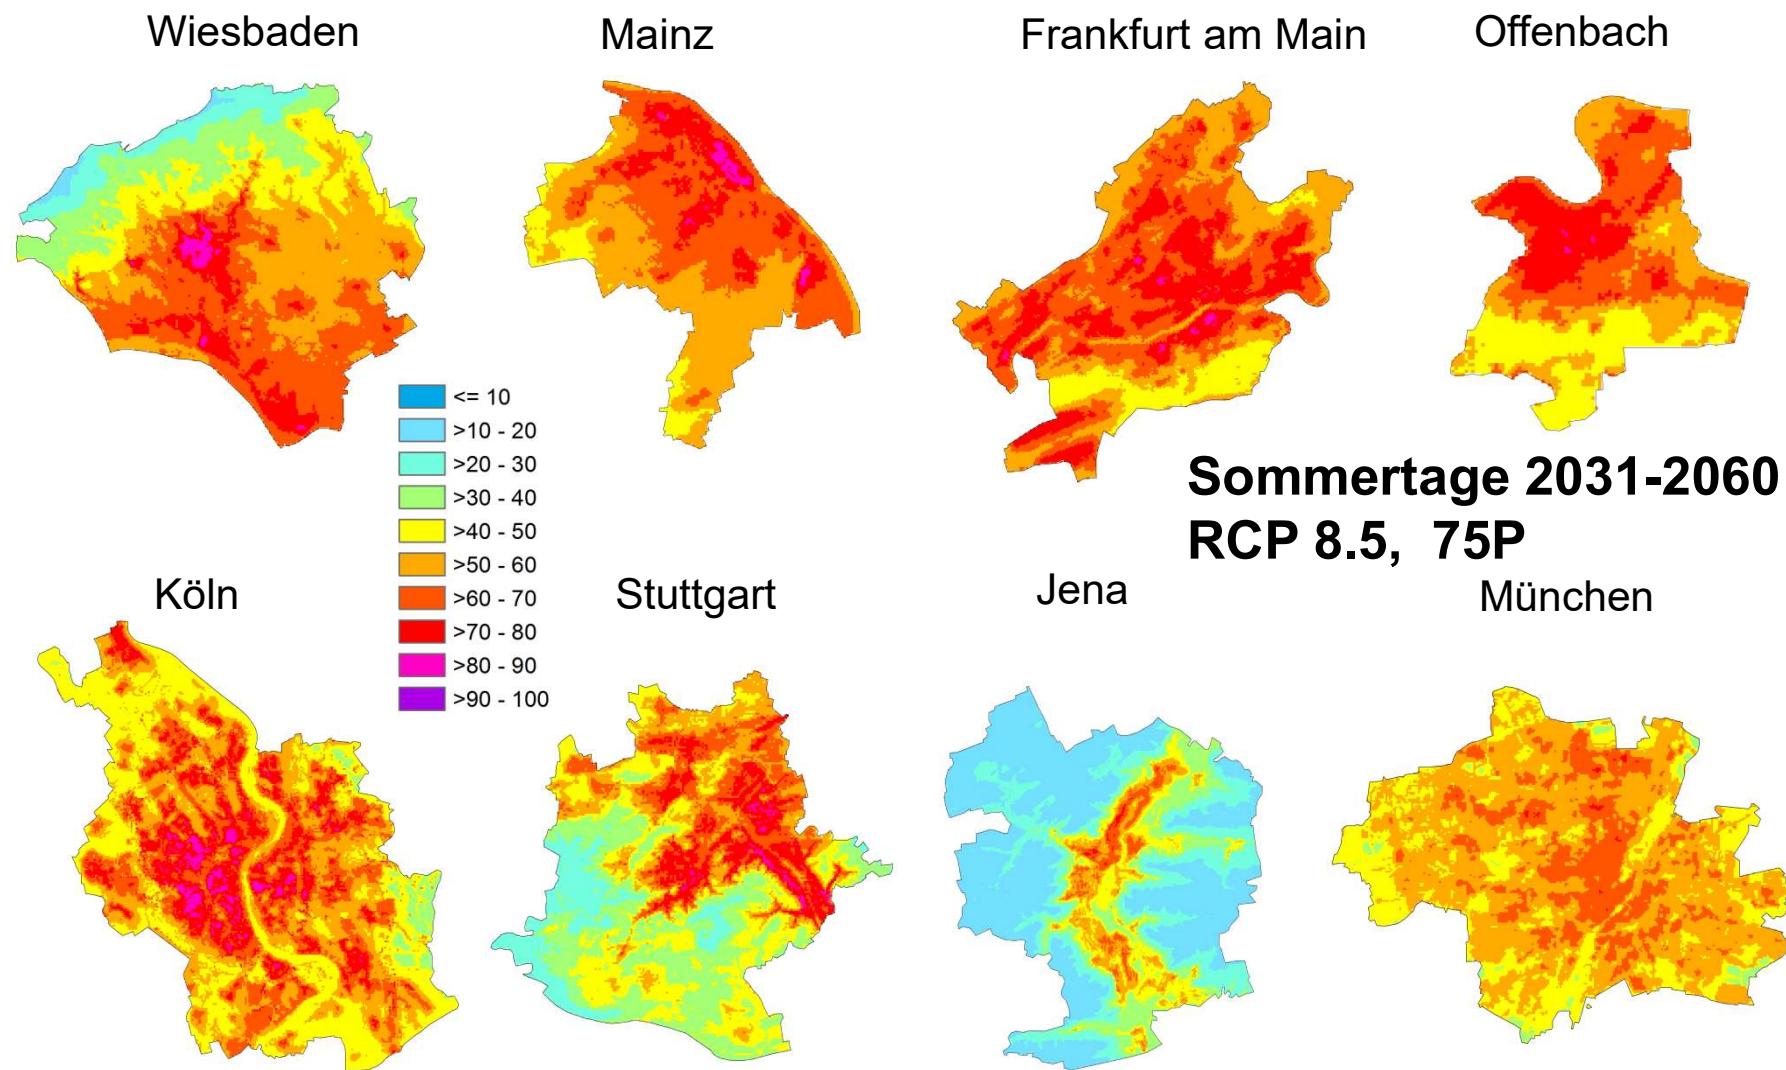 Wiesbaden
Mainz
Frankfurt am Main
Offenbach
<= 10
>10 - 20
>20 - 30
>30 - 40
>40 - 50
>50 - 60
>60 - 70
>70 - 80
>80 - 90
>90 - 100
Sommertage 2031-2060
RCP 8.5, 75P
Köln
Stuttgart
Jena
München